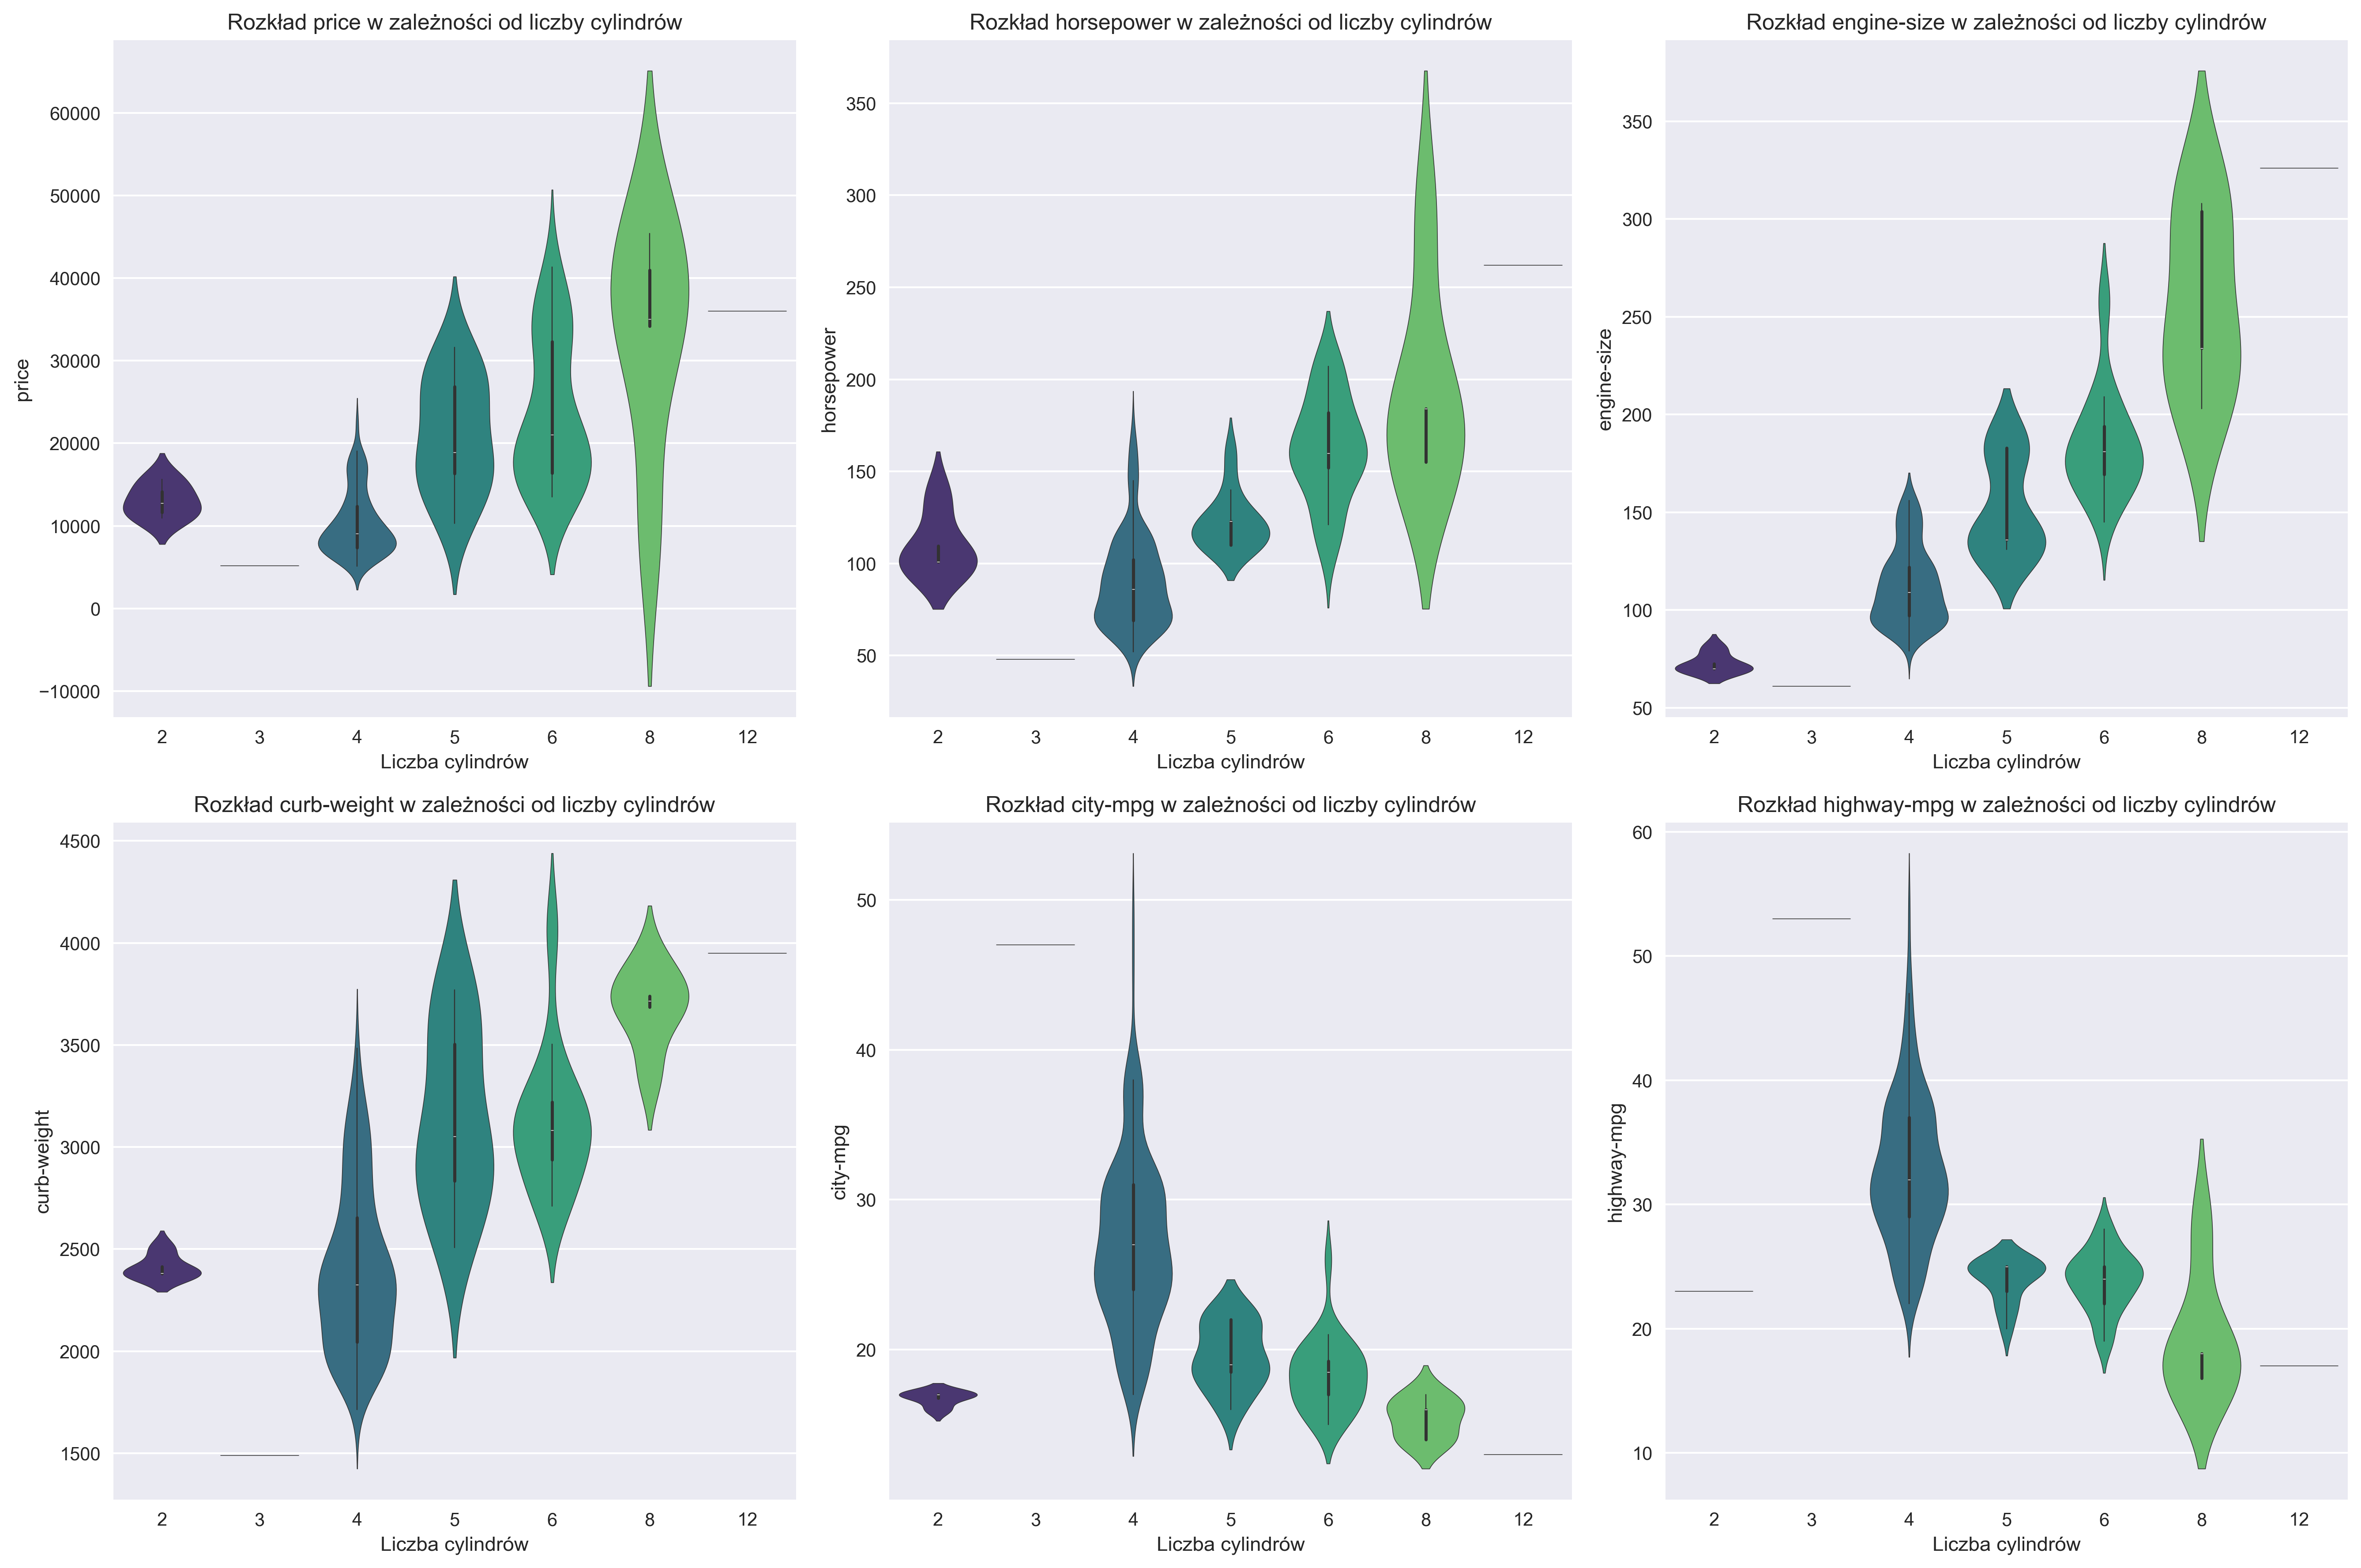 Rozkład price w zależności od liczby cylindrów
price
60000
50000
40000
30000
20000
10000
0
−10000
2 3 4 5 6 8 12
Liczba cylindrów
Rozkład horsepower w zależności od liczby cylindrów
horsepower
350
300
250
200
150
100
50
2 3 4 5 6 8 12
Liczba cylindrów
Rozkład engine-size w zależności od liczby cylindrów
engine-size
350
300
250
200
150
100
50
2 3 4 5 6 8 12
Liczba cylindrów
Rozkład curb-weight w zależności od liczby cylindrów
curb-weight
4500
4000
3500
3000
2500
2000
1500
2 3 4 5 6 8 12
Liczba cylindrów
Rozkład city-mpg w zależności od liczby cylindrów
city-mpg
50
40
30
20
2 3 4 5 6 8 12
Liczba cylindrów
Rozkład highway-mpg w zależności od liczby cylindrów
highway-mpg
60
50
40
30
20
10
2 3 4 5 6 8 12
Liczba cylindrów